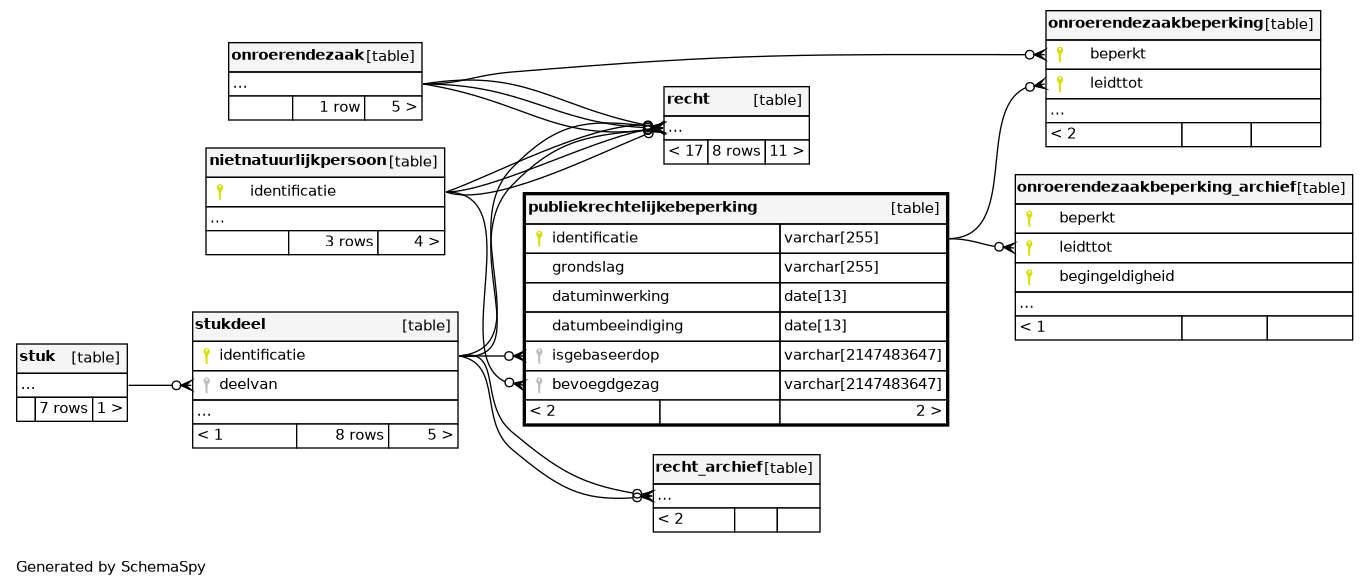 onroerendezaak [table]
...
1 row 5 >
nietnatuurlijkpersoon [table]
identificatie
...
3 rows 4 >
stuk [table]
...
7 rows 1 >
stukdeel [table]
identificatie
deelvan
...
< 1 8 rows 5 >
recht [table]
...
< 17 8 rows 11 >
publiekrechtelijkebeperking [table]
identificatie varchar[255]
grondslag varchar[255]
datuminwerking date[13]
datumbeeindiging date[13]
isgebaseerdop varchar[2147483647]
bevoegdgezag varchar[2147483647]
< 2 2 >
recht_archief [table]
...
< 2
onroerendezaakbeperking [table]
beperkt
leidttot
...
< 2
onroerendezaakbeperking_archief [table]
beperkt
leidttot
begingeldigheid
...
< 1
Generated by SchemaSpy